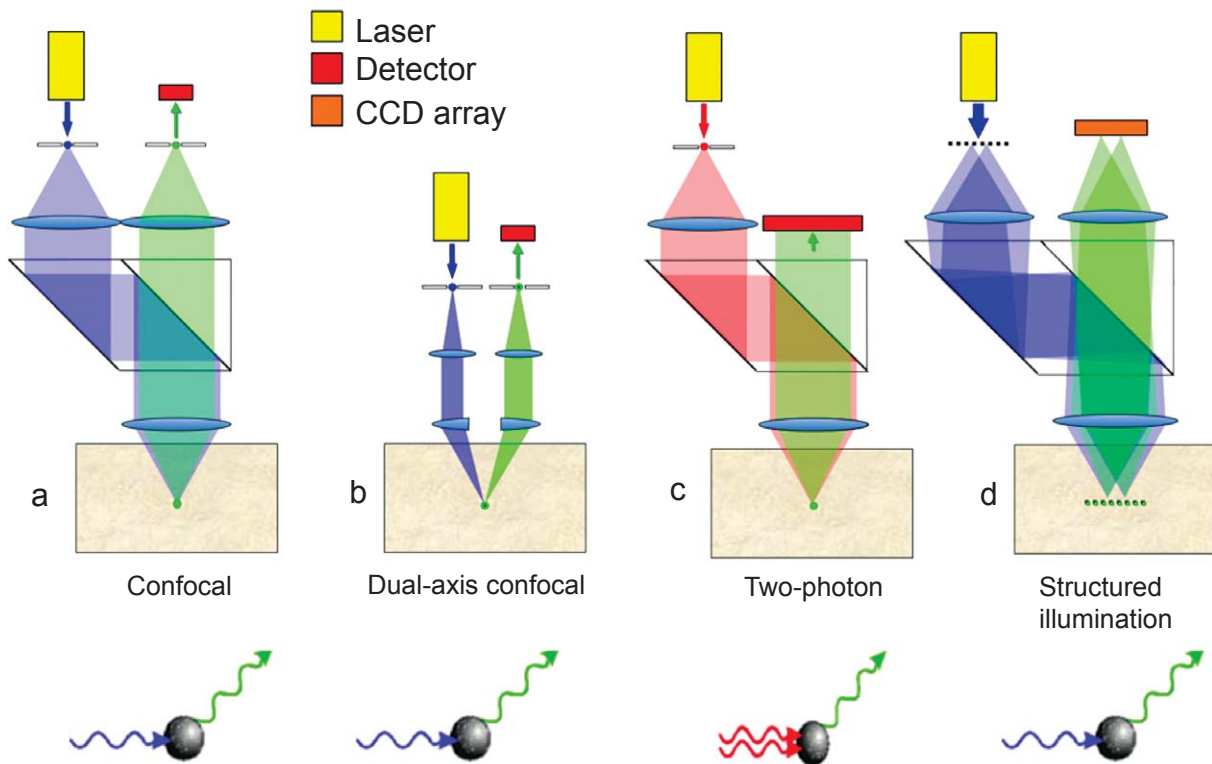 Laser
Detector
CCD array
a
b
c
d
Confocal
Dual-axis confocal
Two-photon
Structured
illumination